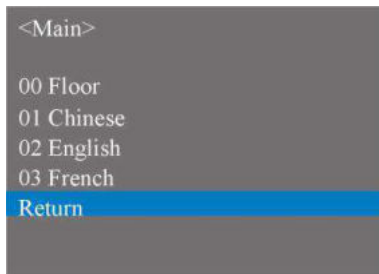 <Main>
00 Floor
01 Chinese
02 English
03 French
Return